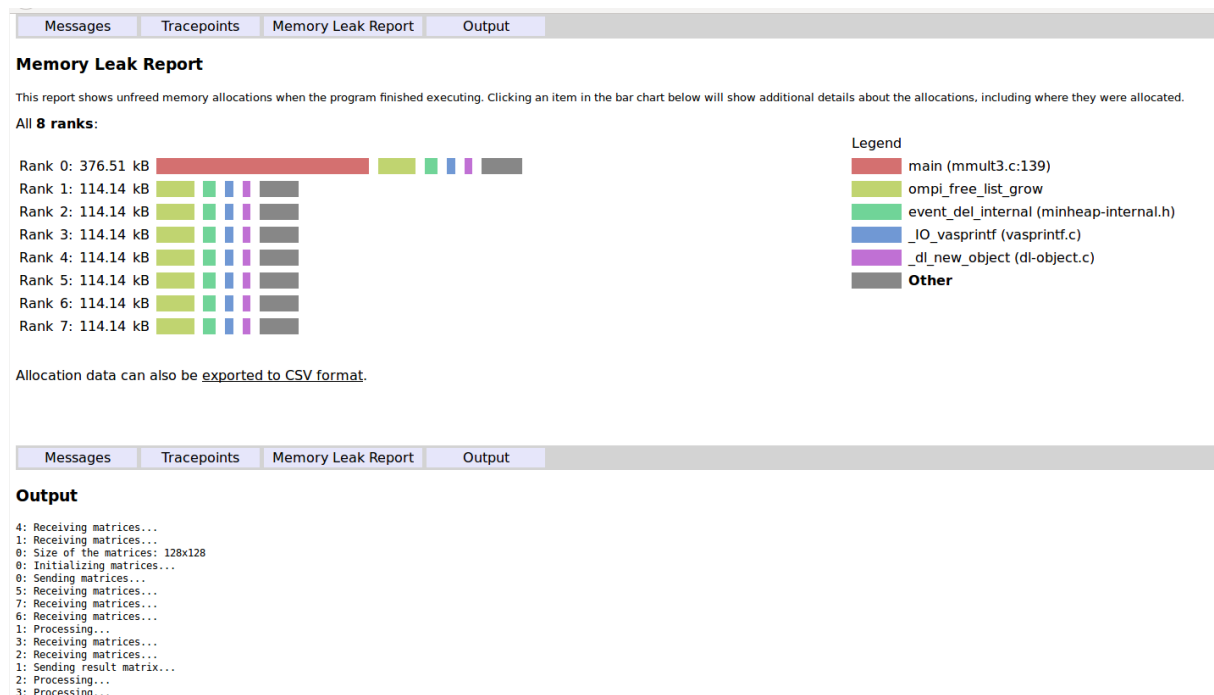 Messages Tracepoints Memory Leak Report Output
Memory Leak Report
This report shows unfreed memory allocations when the program finished executing. Clicking an item in the bar chart below will show additional details about the allocations, including where they were allocated.
All 8 ranks:
Rank 0: 376.51 kB
Rank 1: 114.14 kB
Rank 2: 114.14 kB
Rank 3: 114.14 kB
Rank 4: 114.14 kB
Rank 5: 114.14 kB
Rank 6: 114.14 kB
Rank 7: 114.14 kB
Legend
main (mmult3.c:139)
ompi_free_list_grow
event_del_internal (minheap-internal.h)
_IO_vasprintf (vasprintf.c)
_dl_new_object (dl-object.c)
Other
Allocation data can also be exported to CSV format.
Messages Tracepoints Memory Leak Report Output
Output
4: Receiving matrices...
1: Receiving matrices...
0: Size of the matrices: 128x128
0: Initializing matrices...
0: Sending matrices...
5: Receiving matrices...
7: Receiving matrices...
6: Receiving matrices...
1: Processing...
3: Receiving matrices...
2: Receiving matrices...
1: Sending result matrix...
2: Processing...
3: Processing...